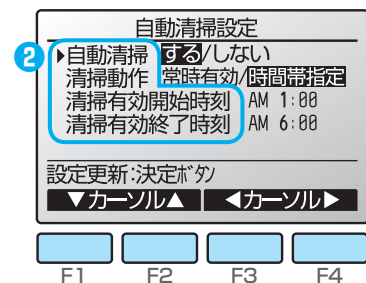 自動清掃設定
2
▶自動清掃 する/しない
清掃動作 常時有効/時間帯指定
清掃有効開始時刻 AM 1:00
清掃有効終了時刻 AM 6:00
設定更新:決定ボタン
▼カーソル▲ ◀カーソル▶
F1 F2 F3 F4